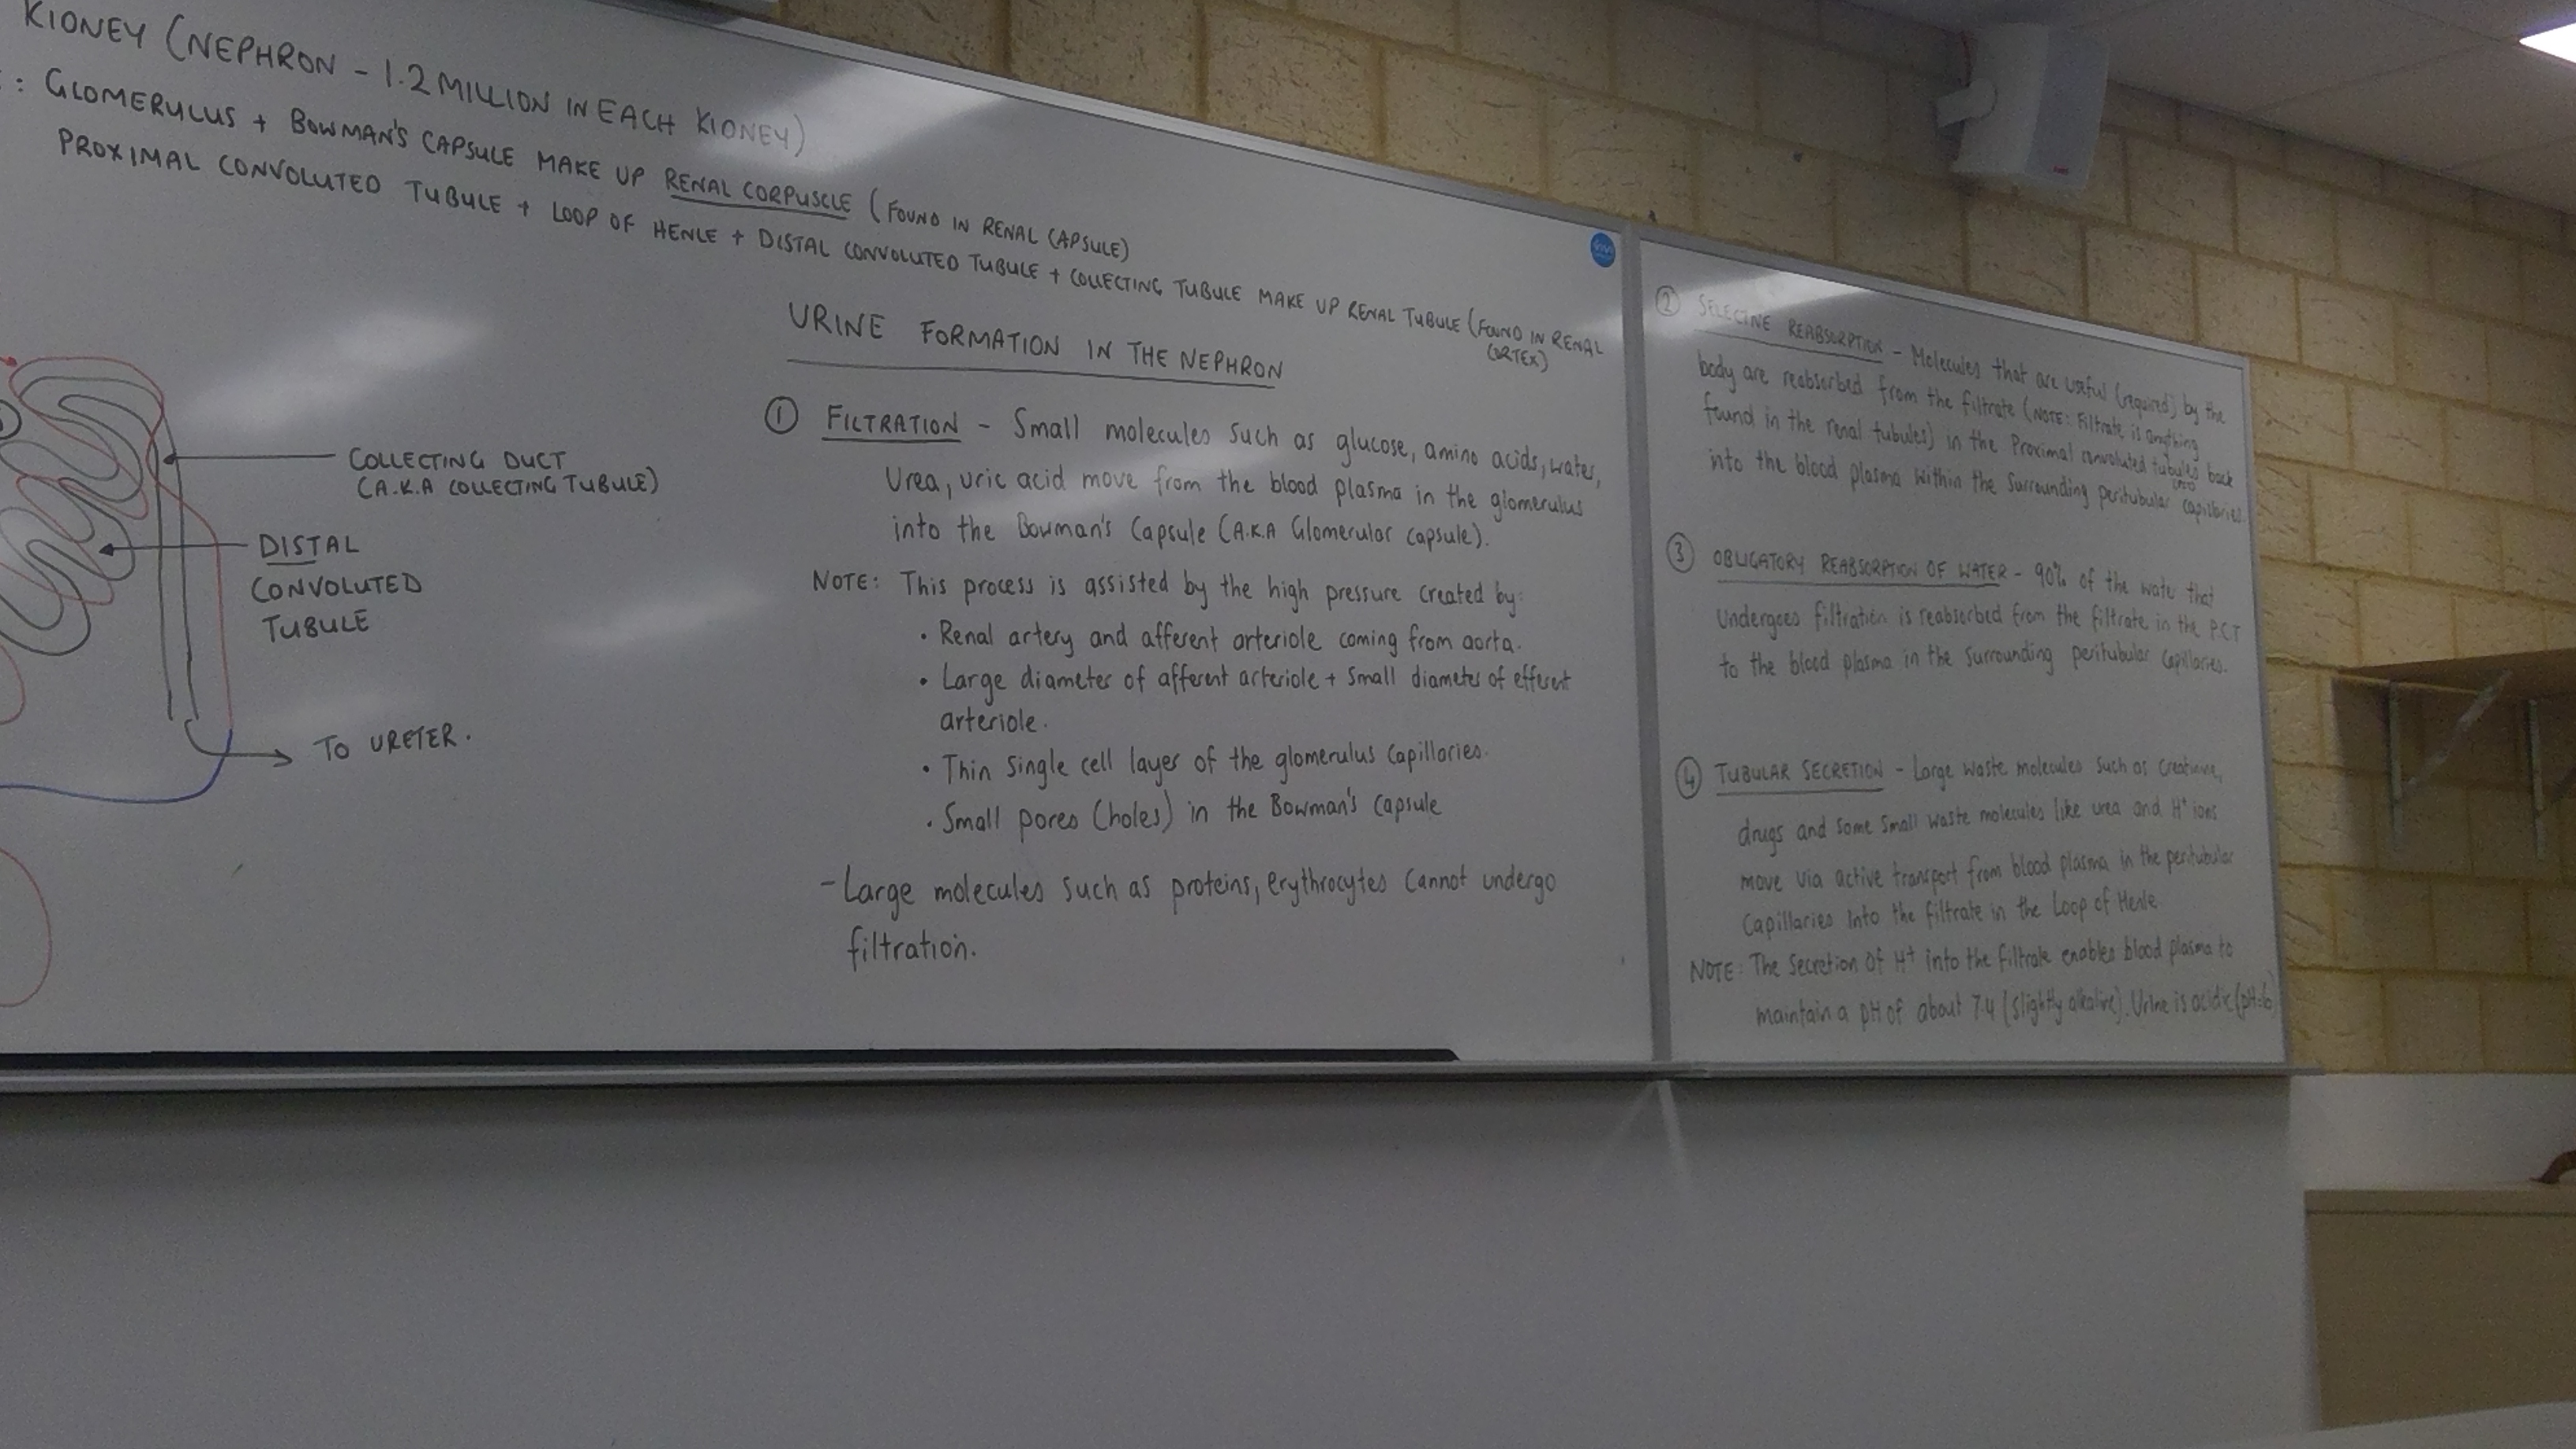 KIDNEY (NEPHRON - 1.2 MILLION IN EACH KIDNEY)
: GLOMERULUS + BOWMAN'S CAPSULE MAKE UP RENAL CORPUSCLE (FOUND IN RENAL CAPSULE)
PROXIMAL CONVOLUTED TUBULE + LOOP OF HENLE + DISTAL CONVOLUTED TUBULE + COLLECTING TUBULE MAKE UP RENAL TUBULE (FOUND IN RENAL
CORTEX)
COLLECTING DUCT
(A.K.A COLLECTING TUBULE)
DISTAL
CONVOLUTED
TUBULE
TO URETER.
URINE FORMATION IN THE NEPHRON
① FILTRATION - Small molecules such as glucose, amino acids, water,
Urea, uric acid move from the blood plasma in the glomerulus
into the Bowman's Capsule (A.K.A Glomerular capsule).
NOTE: This process is assisted by the high pressure created by:
• Renal artery and afferent arteriole coming from aorta.
• Large diameter of afferent arteriole + small diameter of efferent
arteriole.
• Thin single cell layer of the glomerulus capillaries.
• Small pores (holes) in the Bowman's capsule
- Large molecules such as proteins, erythrocytes cannot undergo
filtration.
② SELECTIVE REABSORPTION - Molecules that are useful (required) by the
body are reabsorbed from the filtrate (NOTE: Filtrate is anything
found in the renal tubules) in the Proximal convoluted tubules back
into the blood plasma within the surrounding peritubular capillaries.
③ OBLIGATORY REABSORPTION OF WATER - 90% of the water that
undergoes filtration is reabsorbed from the filtrate in the P.C.T
to the blood plasma in the surrounding peritubular capillaries.
④ TUBULAR SECRETION - Large waste molecules such as creatinine,
drugs and some small waste molecules like urea and H⁺ ions
move via active transport from blood plasma in the peritubular
capillaries into the filtrate in the Loop of Henle.
NOTE: The secretion of H⁺ into the filtrate enables blood plasma to
maintain a pH of about 7.4 (slightly alkaline). Urine is acidic (pH=6)